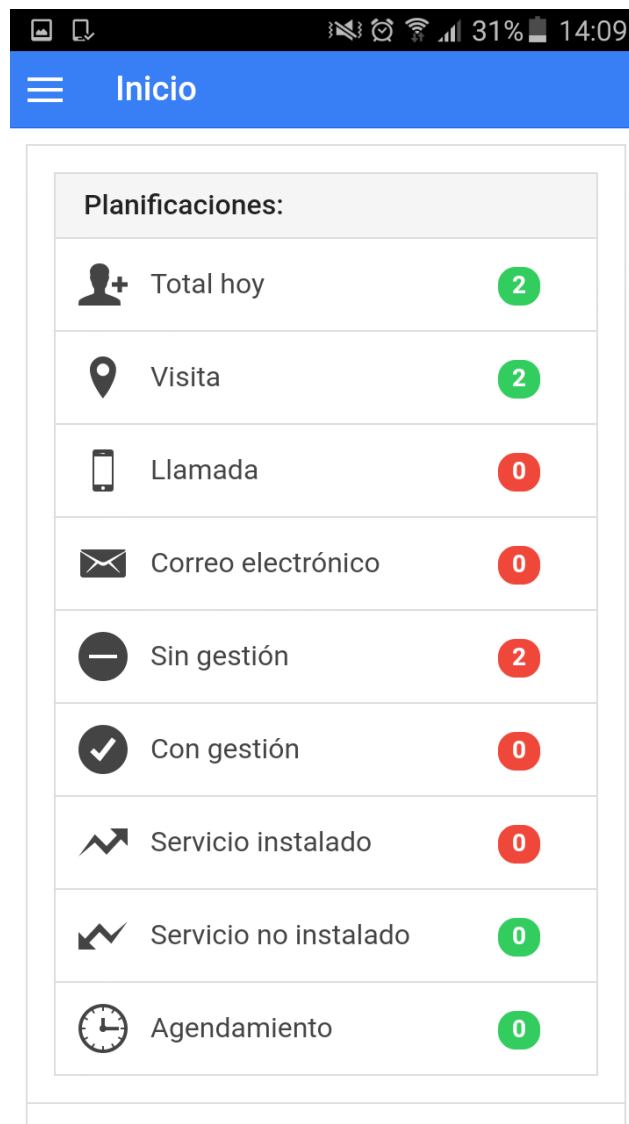 31% 14:09
Inicio
Planificaciones:
Total hoy 2
Visita 2
Llamada 0
Correo electrónico 0
Sin gestión 2
Con gestión 0
Servicio instalado 0
Servicio no instalado 0
Agendamiento 0